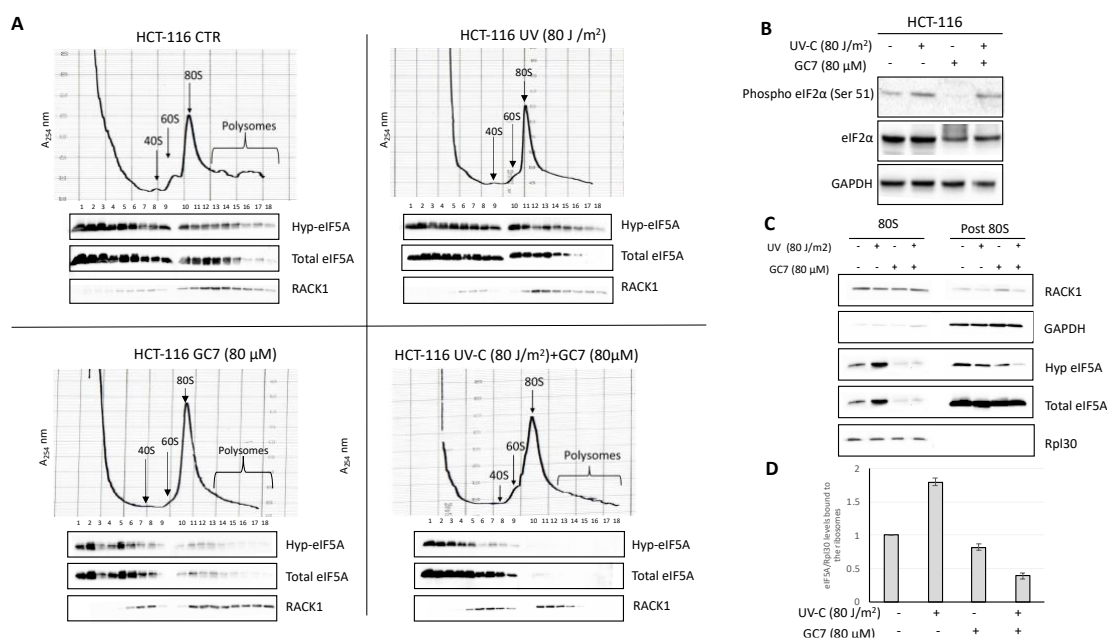 A
HCT-116 CTR
A254 nm
40S
60S
80S
Polysomes
1 2 3 4 5 6 7 8 9 10 11 12 13 14 15 16 17 18
Hyp-eIF5A
Total eIF5A
RACK1
HCT-116 UV (80 J /m²)
A254 nm
40S
60S
80S
1 2 3 4 5 6 7 8 9 10 11 12 13 14 15 16 17 18
Hyp-eIF5A
Total eIF5A
RACK1
HCT-116 GC7 (80 µM)
A254 nm
40S
60S
80S
Polysomes
1 2 3 4 5 6 7 8 9 10 11 12 13 14 15 16 17 18
Hyp-eIF5A
Total eIF5A
RACK1
HCT-116 UV-C (80 J/m²)+GC7 (80µM)
A254 nm
40S
60S
80S
Polysomes
1 2 3 4 5 6 7 8 9 10 11 12 13 14 15 16 17 18
Hyp-eIF5A
Total eIF5A
RACK1
B
HCT-116
UV-C (80 J/m²) - + - +
GC7 (80 µM) - - + +
Phospho eIF2α (Ser 51)
eIF2α
GAPDH
C
80S Post 80S
UV (80 J/m2) - + - + - + - +
GC7 (80 µM) - - + + - - + +
RACK1
GAPDH
Hyp eIF5A
Total eIF5A
Rpl30
D
eIF5A/Rpl30 levels bound to
the ribosomes
2
1.5
1
0.5
0
UV-C (80 J/m²) - + - +
GC7 (80 µM) - - + +